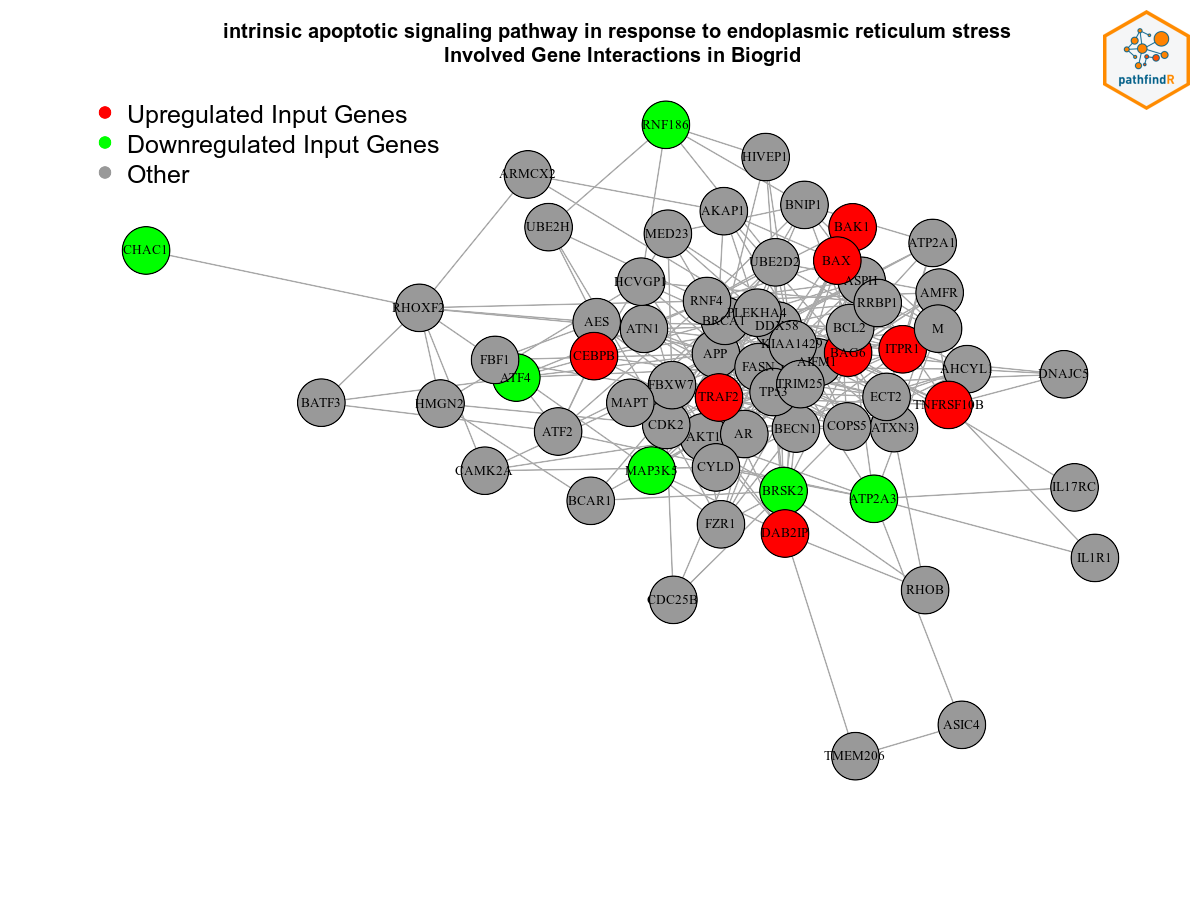 intrinsic apoptotic signaling pathway in response to endoplasmic reticulum stress
Involved Gene Interactions in Biogrid
pathfindR
Upregulated Input Genes
Downregulated Input Genes
Other
RNF186
HIVEP1
ARMCX2
BNIP1
AKAP1
UBE2H
BAK1
MED23
ATP2A1
CHAC1
BAX
UBE2D2
HCVGP1
ASPH
AMFR
RNF4
RRBP1
RHOXF2
PLEKHA4
BRCA1
AES
DDX58
ATN1
BCL2
M
KIAA1429
ITPR1
APP
BAG6
CEBPB
FBI1
AIFM1
FASN
AHCYL
DNAJC5
ATF4
FBXW7
TRIM25
TP53
TRAF2
ECT2
BATF3
HMGN2
MAPT
TNFRSF10B
CDK2
COPS5
ATXN3
BECN1
ATF2
AR
AKT1
CYLD
CAMK2A
MAP3K5
IL17RC
BRSK2
ATP2A3
BCAR1
FZR1
DAB2IP
IL1R1
RHOB
CDC25B
ASIC4
TMEM206